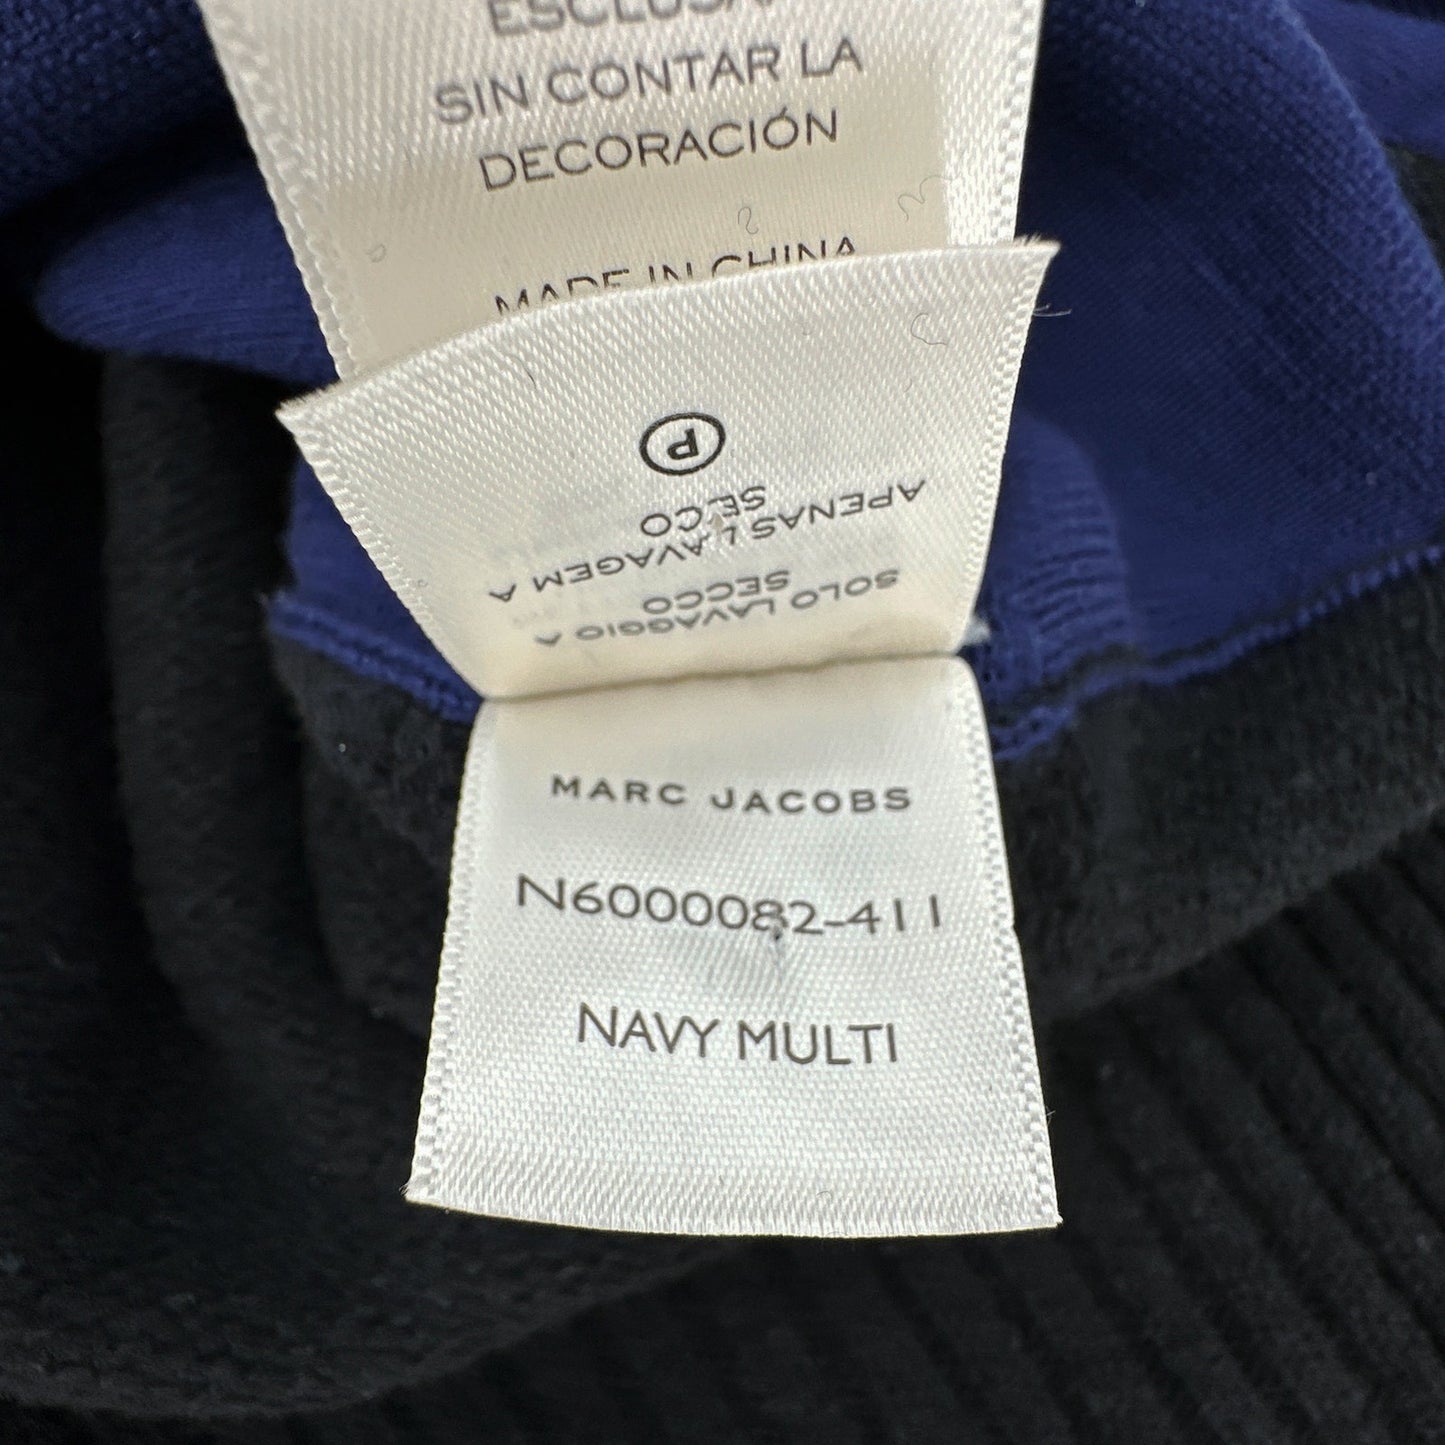 ESCLUSA
SIN CONTAR LA
DECORACIÓN
MADE IN CHINA
SOLO LAVAGGIO A
SECCO
APENAS LAVAGEM A
SECO
P
MARC JACOBS
N6000082-411
NAVY MULTI